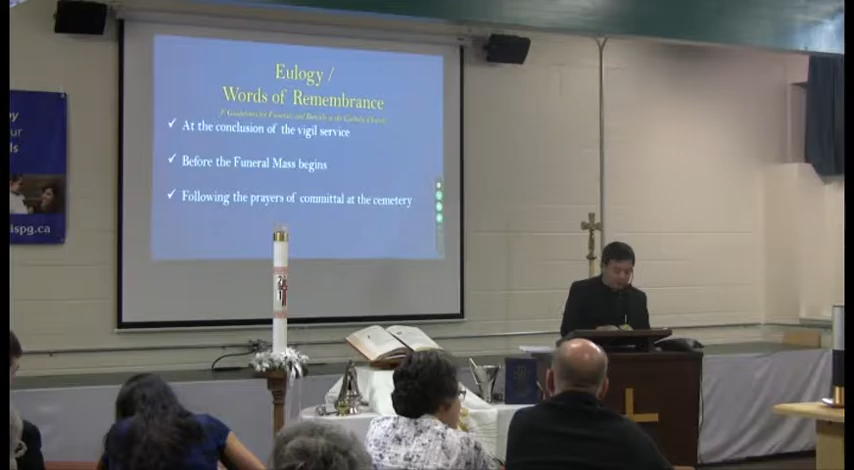 Eulogy /
Words of Remembrance
At the conclusion of the vigil service
Before the Funeral Mass begins
Following the prayers of committal at the cemetery
ispg.ca